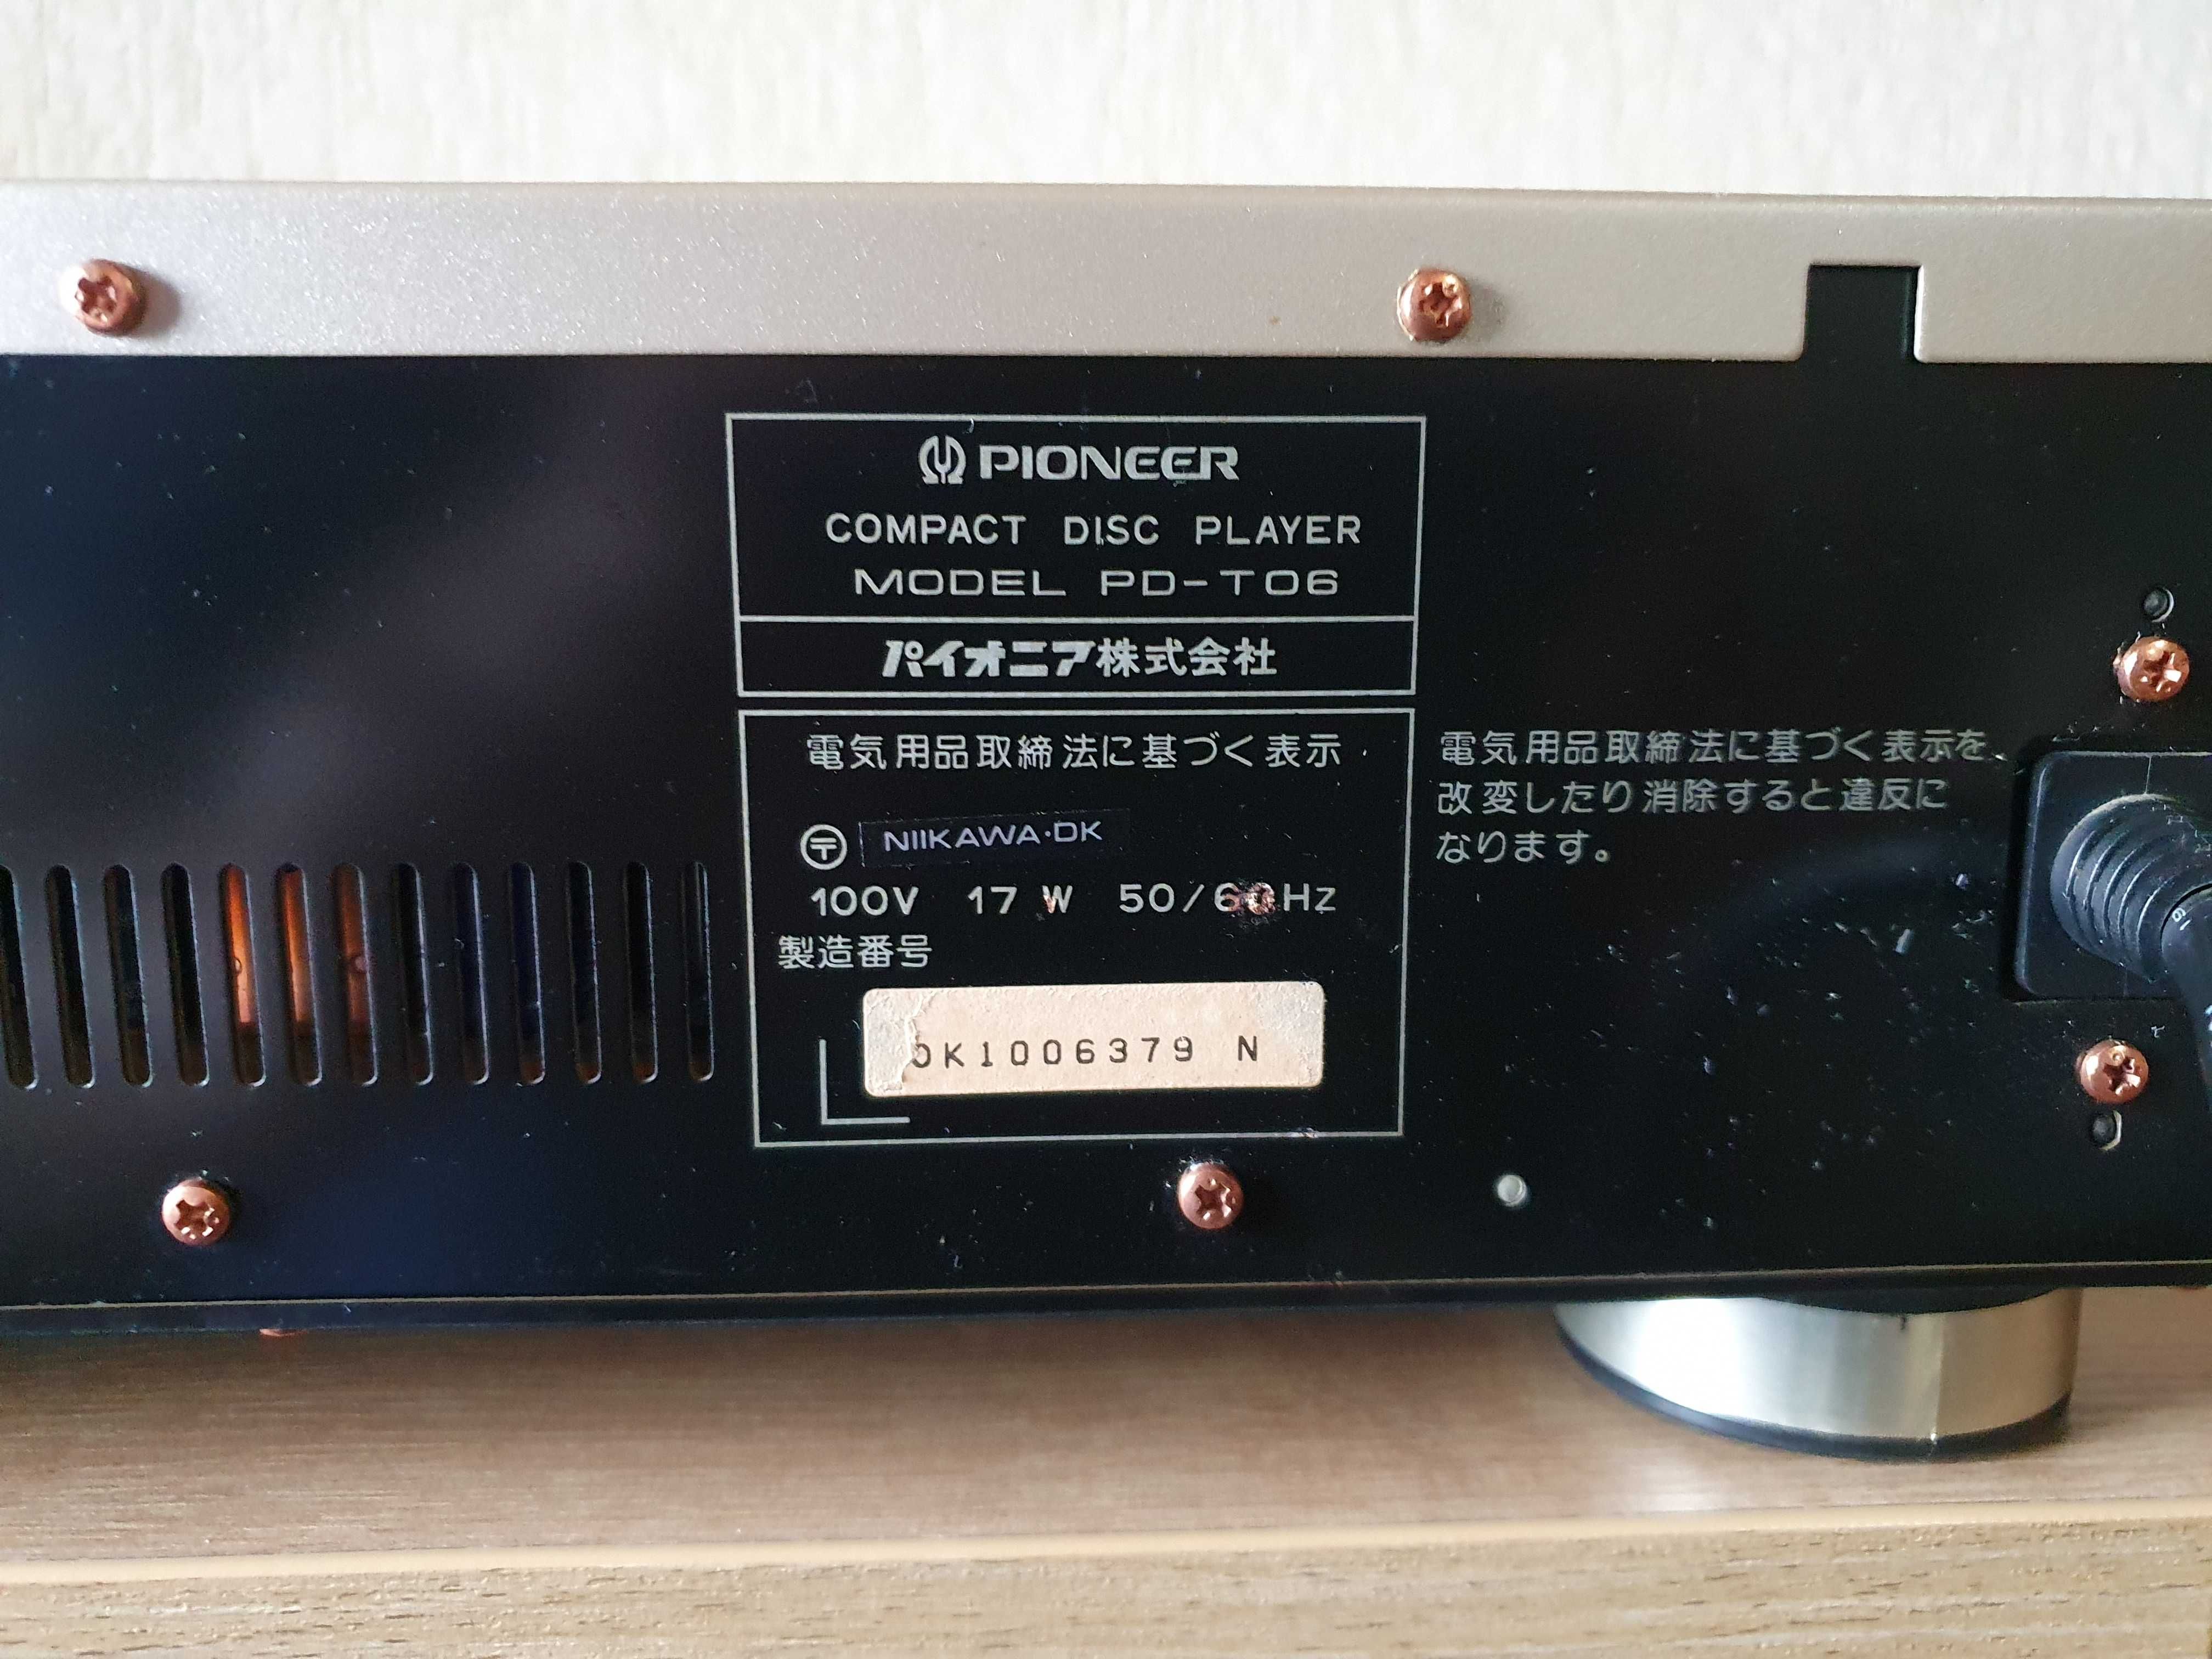 PIONEER
COMPACT DISC PLAYER
MODEL PD-T06
パイオニア株式会社
電気用品取締法に基づく表示
〒 NIIKAWA・DK
100V 17 W 50/60Hz
製造番号
OK1006379 N
電気用品取締法に基づく表示を、
改変したり消除すると違反に
なります。